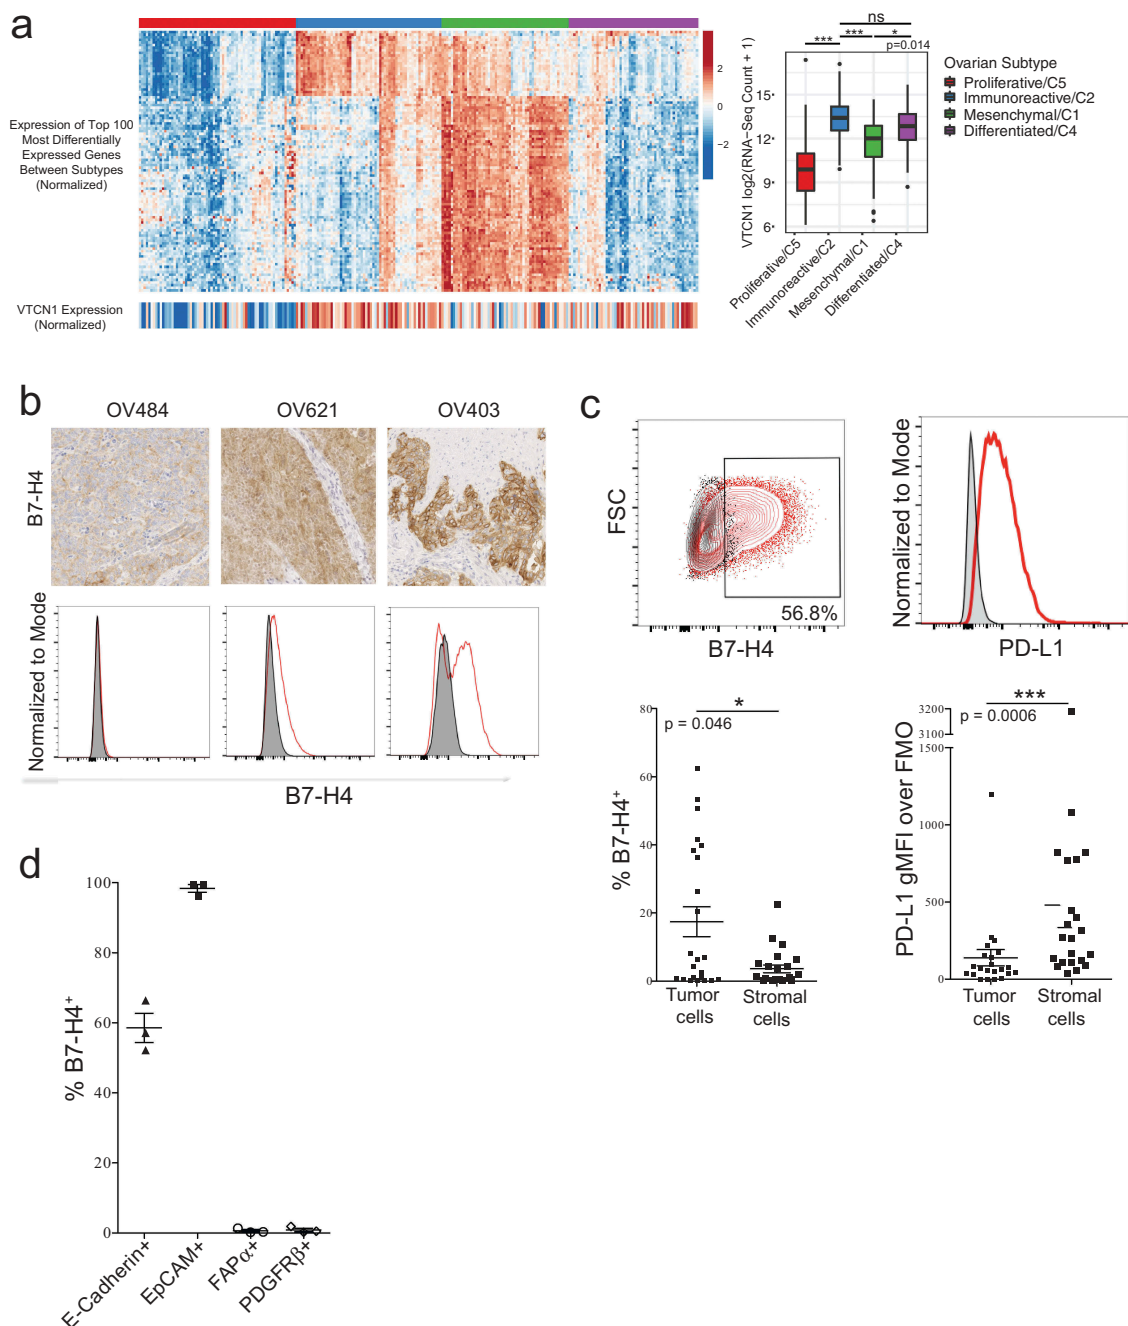 a
Expression of Top 100
Most Differentially
Expressed Genes
Between Subtypes
(Normalized)
VTCN1 Expression
(Normalized)
2
0
−2
ns
*** *** *
p=0.014
VTCN1 log2(RNA−Seq Count + 1)
15
12
9
6
Proliferative/C5
Immunoreactive/C2
Mesenchymal/C1
Differentiated/C4
Ovarian Subtype
Proliferative/C5
Immunoreactive/C2
Mesenchymal/C1
Differentiated/C4
b
OV484 OV621 OV403
B7-H4
Normalized to Mode
B7-H4
c
FSC
56.8%
B7-H4
Normalized to Mode
PD-L1
% B7-H4+
80
60
40
20
0
*
p = 0.046
Tumor cells
Stromal cells
PD-L1 gMFI over FMO
3200
3100
1500
1000
500
0
***
p = 0.0006
Tumor cells
Stromal cells
d
% B7-H4+
100
80
60
40
20
0
E-Cadherin+
EpCAM+
FAPα+
PDGFRβ+